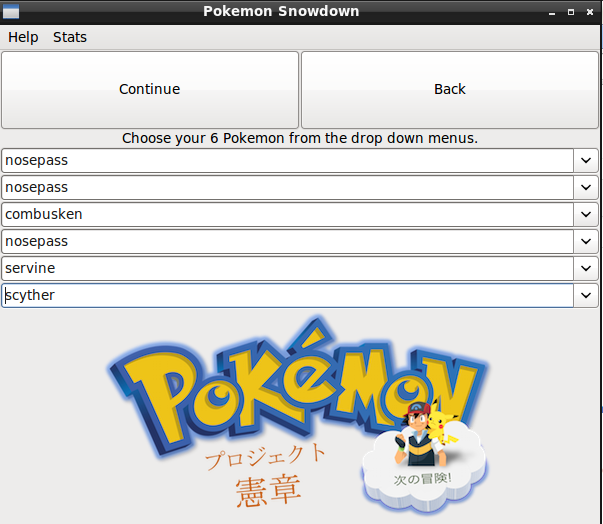 Pokemon Snowdown
Help Stats
Continue Back
Choose your 6 Pokemon from the drop down menus.
nosepass
nosepass
combusken
nosepass
servine
scyther
POKéMON
プロジェクト
憲章
次の冒険!